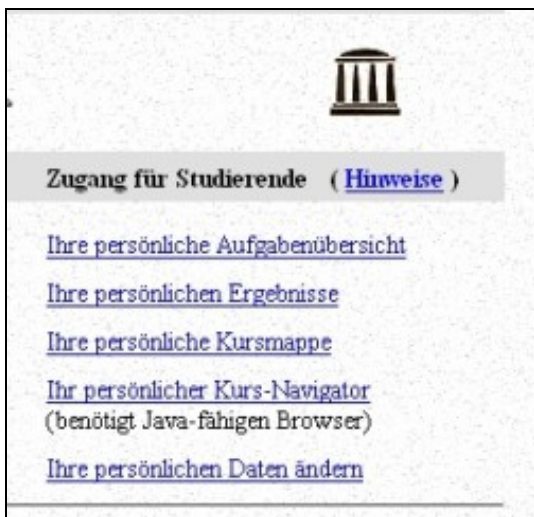 Zugang für Studierende ( Hinweise )
Ihre persönliche Aufgabenübersicht
Ihre persönlichen Ergebnisse
Ihre persönliche Kursmappe
Ihr persönlicher Kurs-Navigator
(benötigt Java-fähigen Browser)
Ihre persönlichen Daten ändern